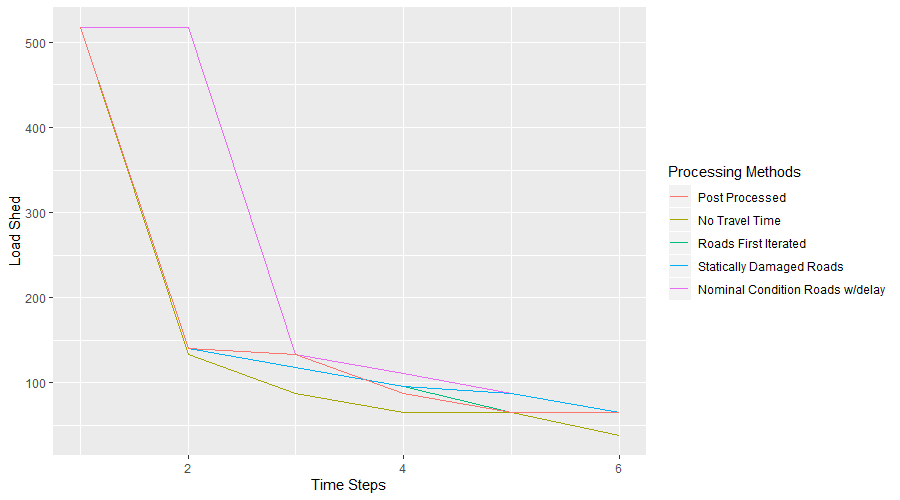 500
400
300
200
100
Load Shed
2
4
6
Time Steps
Processing Methods
Post Processed
No Travel Time
Roads First Iterated
Statically Damaged Roads
Nominal Condition Roads w/delay